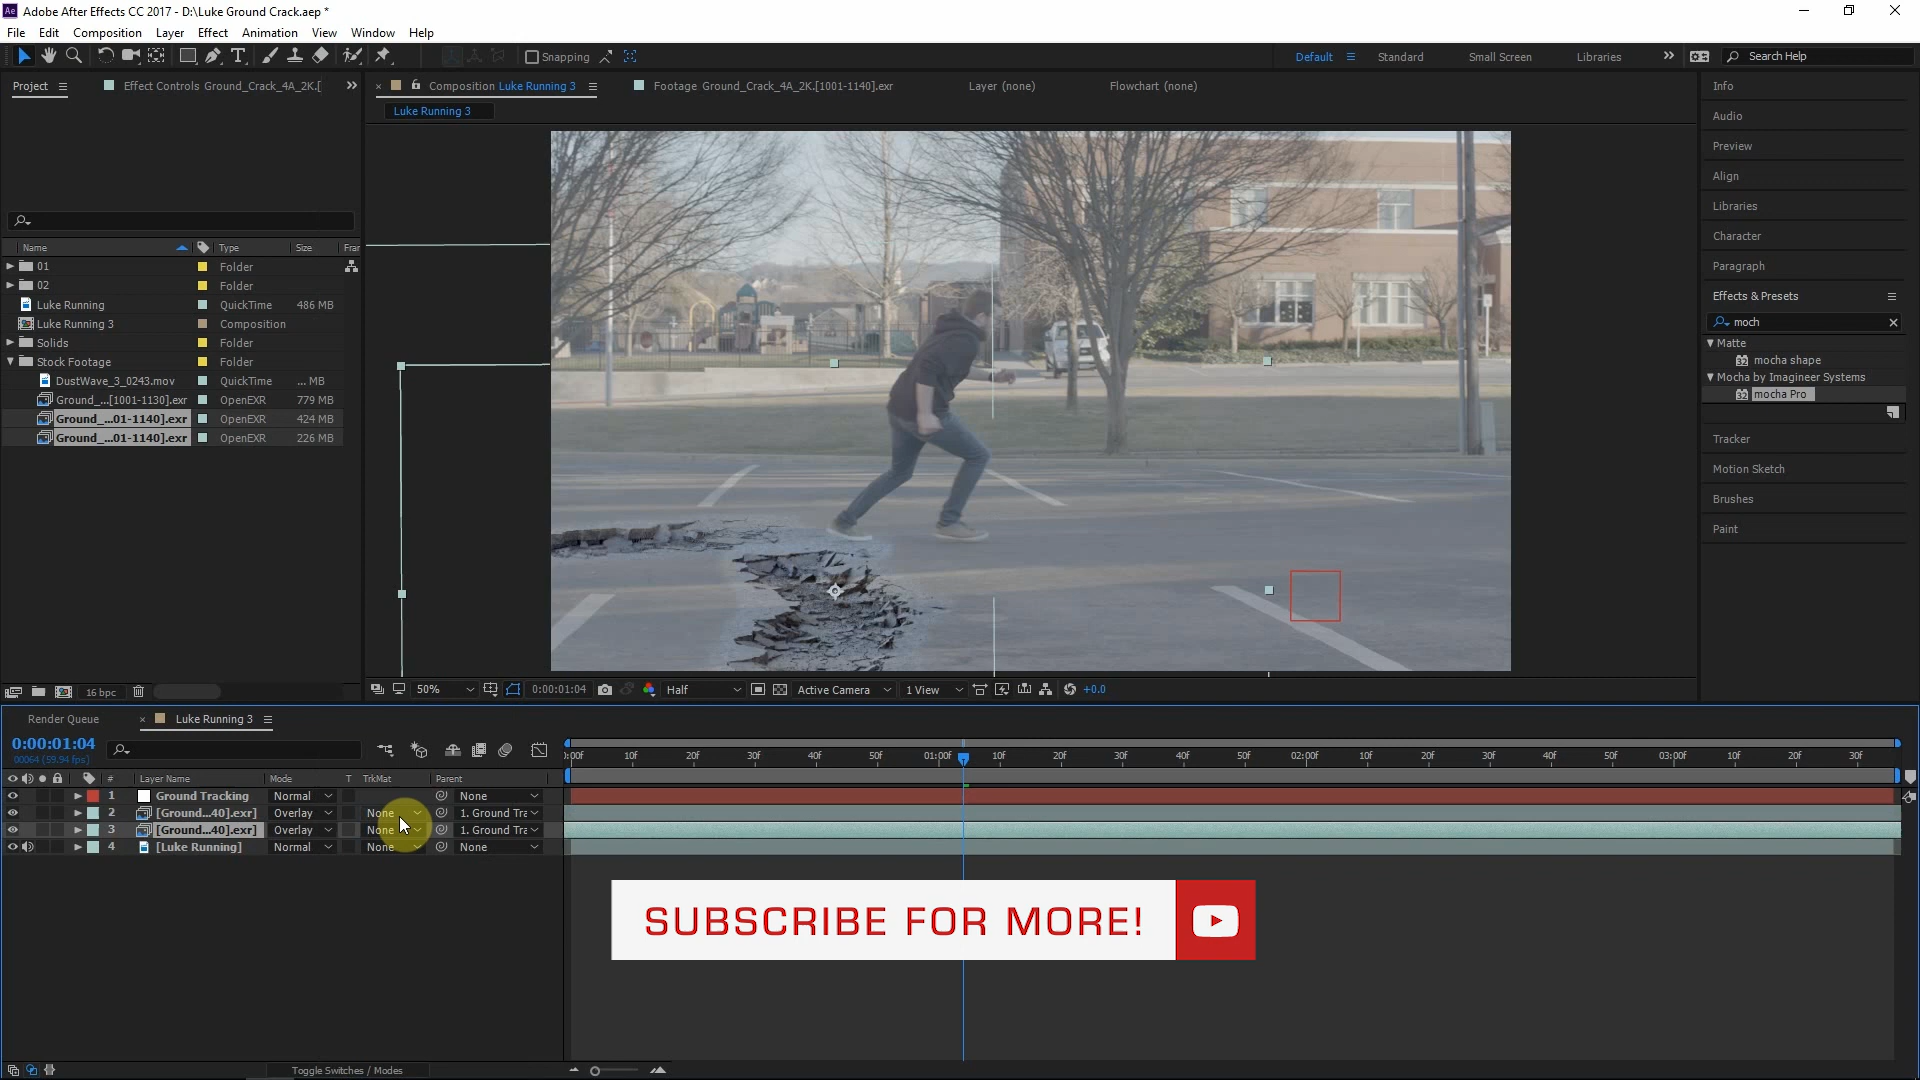 Adobe After Effects CC 2017 - D:\Luke Ground Crack.aep *
File Edit Composition Layer Effect Animation View Window Help
Snapping Default Standard Small Screen Libraries Search Help
Project Effect Controls Ground_Crack_4A_2K.[ Composition Luke Running 3 Footage Ground_Crack_4A_2K.[1001-1140].exr Layer (none) Flowchart (none) Info
Luke Running 3
Audio
Preview
Align
Libraries
Character
Paragraph
Effects & Presets
moch
Matte
mocha shape
Mocha by Imagineer Systems
mocha Pro
Tracker
Motion Sketch
Brushes
Paint
Name Type Size Fran
01 Folder
02 Folder
Luke Running QuickTime 486 MB
Luke Running 3 Composition
Solids Folder
Stock Footage Folder
DustWave_3_0243.mov QuickTime ... MB
Ground_...[1001-1130].exr OpenEXR 779 MB
Ground_...01-1140].exr OpenEXR 424 MB
Ground_...01-1140].exr OpenEXR 226 MB
16 bpc 50% 0:00:01:04 Half Active Camera 1 View +0.0
Render Queue Luke Running 3
0:00:01:04
00064 (59.94 fps)
):00f 10f 20f 30f 40f 50f 01:00f 10f 20f 30f 40f 50f 02:00f 10f 20f 30f 40f 50f 03:00f 10f 20f 30f
# Layer Name Mode T TrkMat Parent
1 Ground Tracking Normal None
2 [Ground...40].exr] Overlay None 1. Ground Tra
3 [Ground...40].exr] Overlay None 1. Ground Tra
4 [Luke Running] Normal None None
SUBSCRIBE FOR MORE!
Toggle Switches / Modes